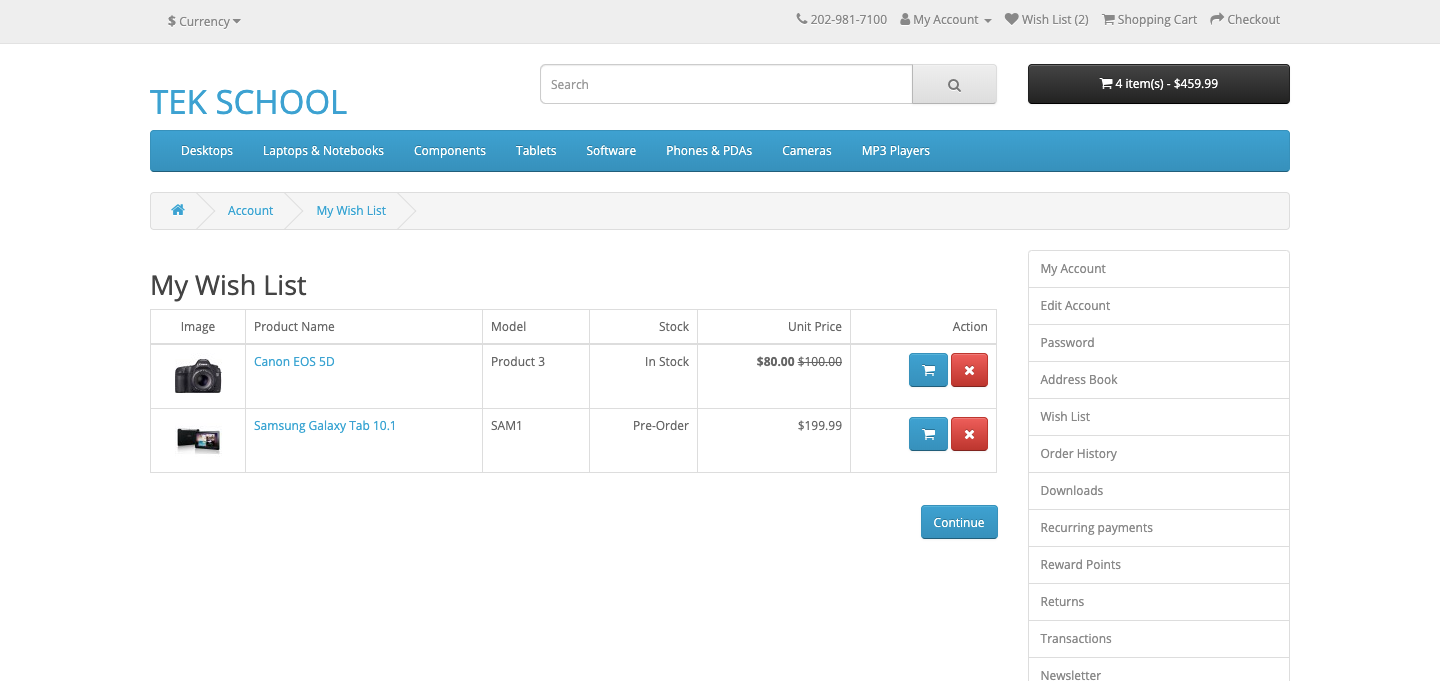 $ Currency
202-981-7100 My Account Wish List (2) Shopping Cart Checkout
TEK SCHOOL
Search
4 item(s) - $459.99
Desktops Laptops & Notebooks Components Tablets Software Phones & PDAs Cameras MP3 Players
Account My Wish List
My Wish List
Image Product Name Model Stock Unit Price Action
Canon EOS 5D Product 3 In Stock $80.00 $100.00
Samsung Galaxy Tab 10.1 SAM1 Pre-Order $199.99
Continue
My Account
Edit Account
Password
Address Book
Wish List
Order History
Downloads
Recurring payments
Reward Points
Returns
Transactions
Newsletter